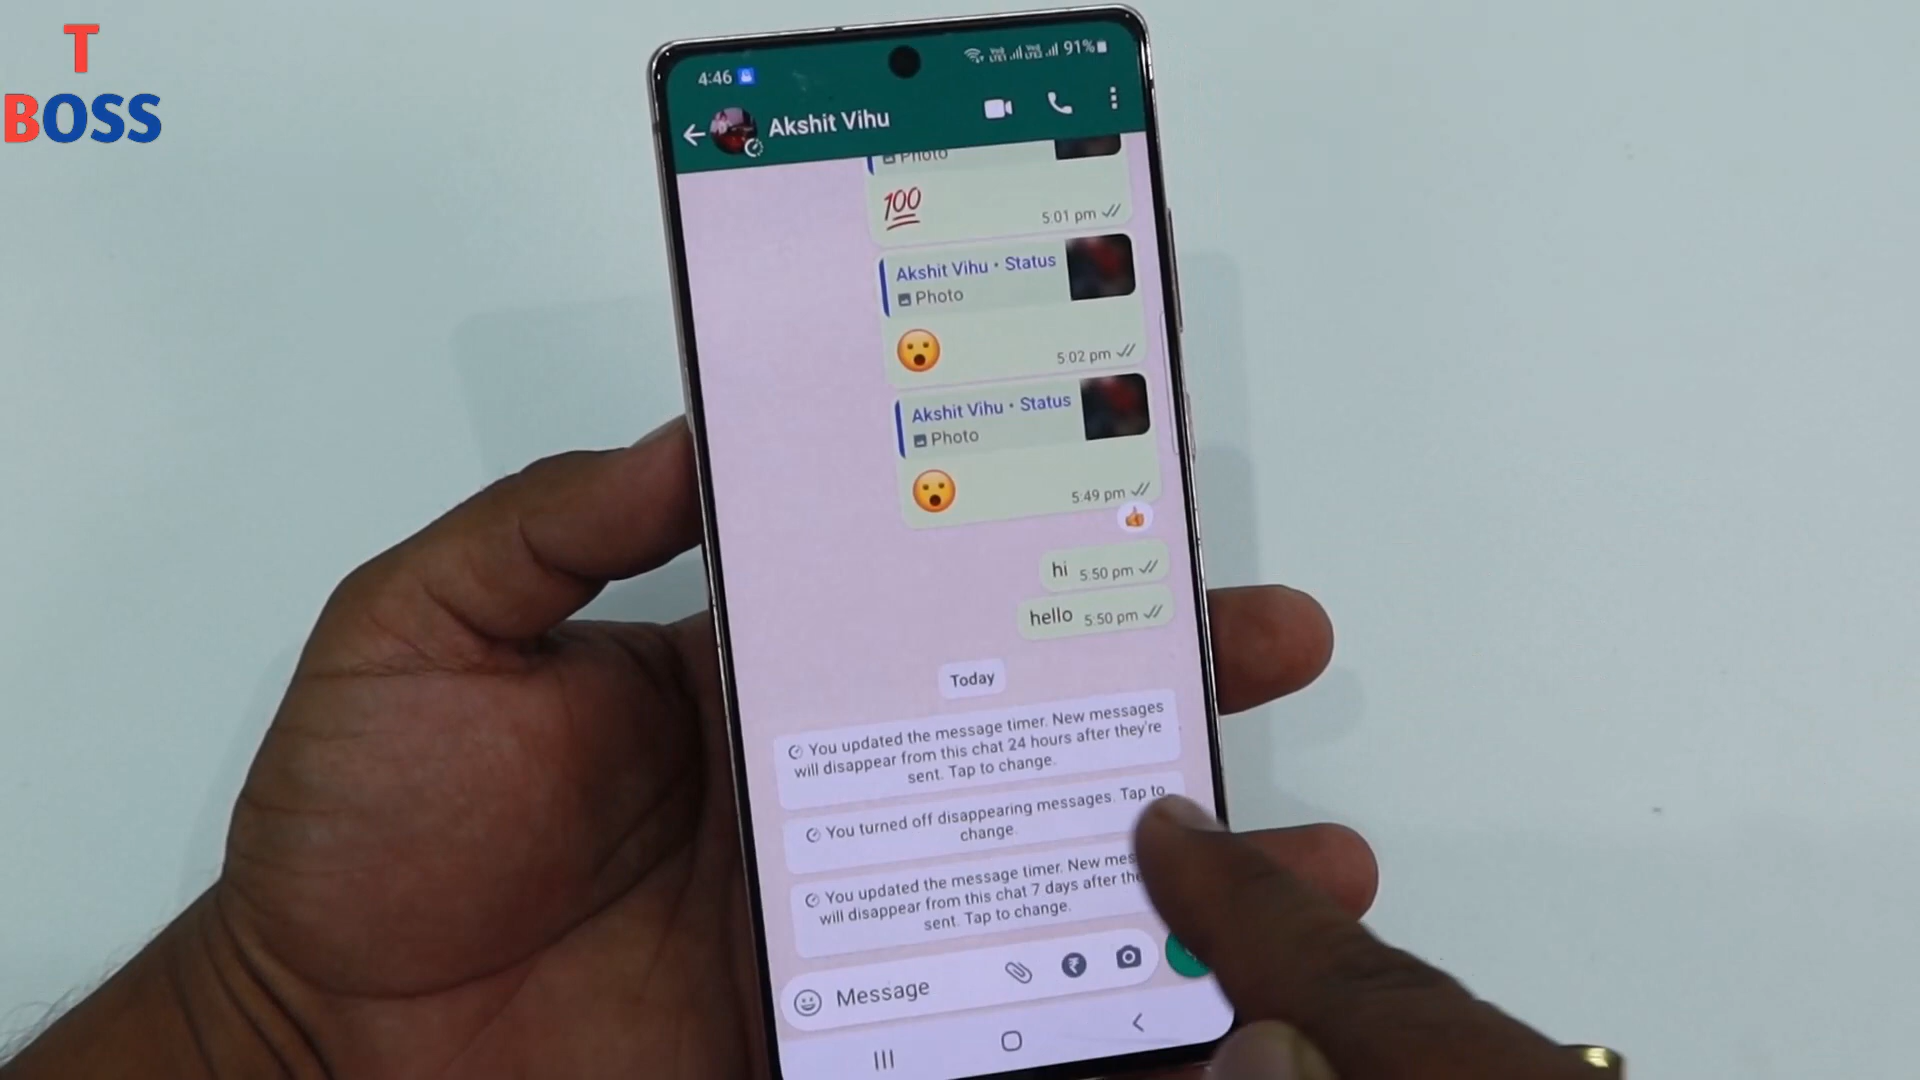 T
BOSS
4:46
91%
Akshit Vihu
Photo
💯
5:01 pm
Akshit Vihu • Status
Photo
5:02 pm
Akshit Vihu • Status
Photo
5:49 pm
hi 5:50 pm
hello 5:50 pm
Today
You updated the message timer. New messages
will disappear from this chat 24 hours after they're
sent. Tap to change.
You turned off disappearing messages. Tap to
change.
You updated the message timer. New
will disappear from this chat 7 days after
sent. Tap to change.
Message